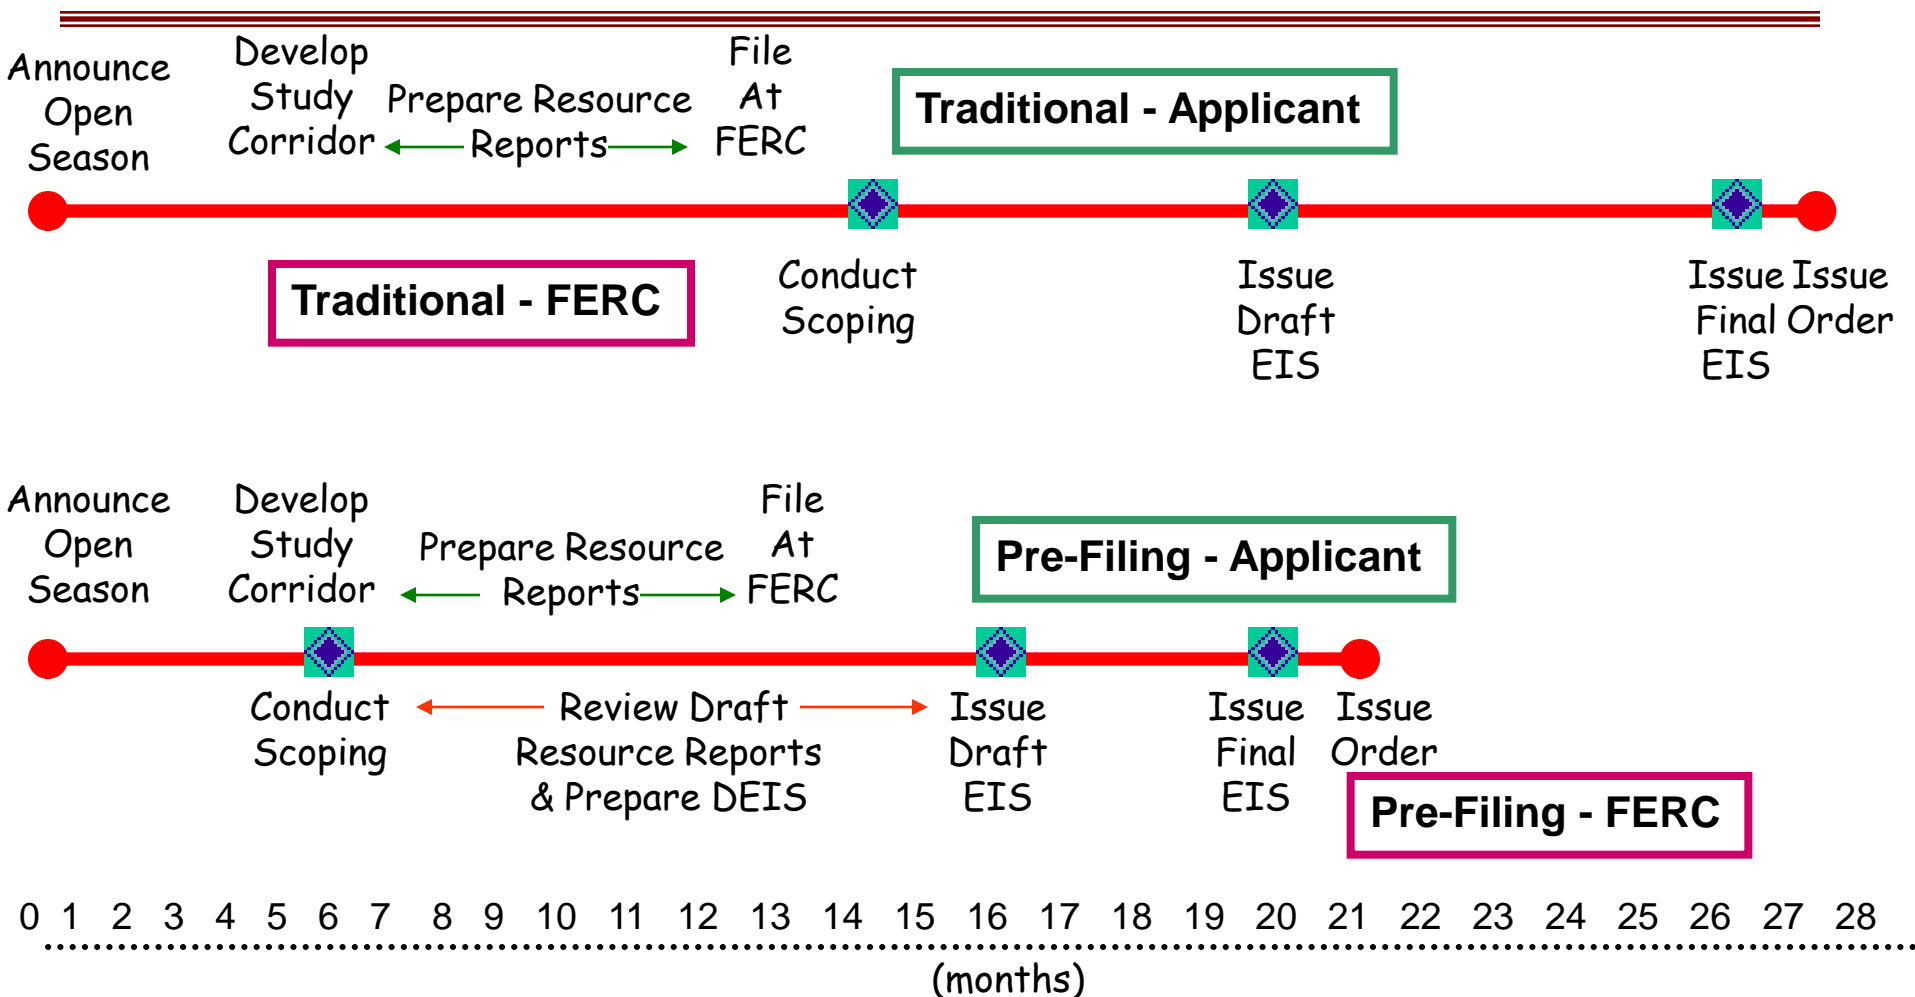 Announce
Open
Season
Develop
Study
Corridor
Prepare Resource
Reports
File
At
FERC
Traditional - Applicant
Traditional - FERC
Conduct
Scoping
Issue
Draft
EIS
Issue
Final
EIS
Issue
Order
Announce
Open
Season
Develop
Study
Corridor
Prepare Resource
Reports
File
At
FERC
Pre-Filing - Applicant
Conduct
Scoping
Review Draft
Resource Reports
& Prepare DEIS
Issue
Draft
EIS
Issue
Final
EIS
Issue
Order
Pre-Filing - FERC
0 1 2 3 4 5 6 7 8 9 10 11 12 13 14 15 16 17 18 19 20 21 22 23 24 25 26 27 28
(months)